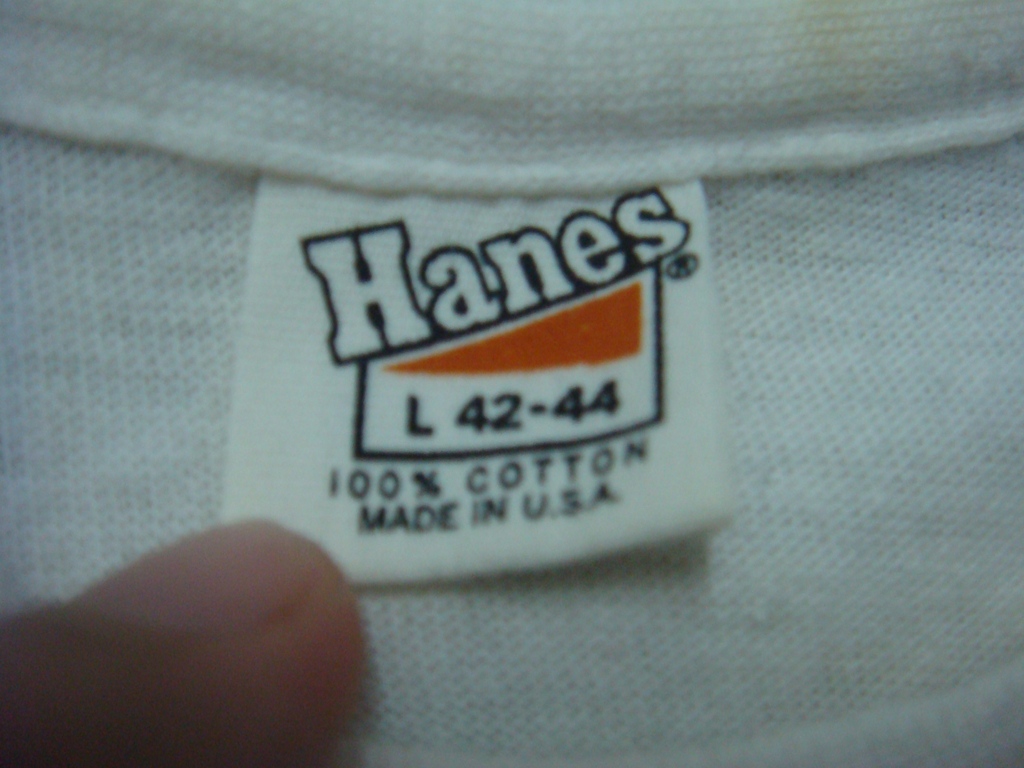 Hanes®
L 42-44
100% COTTON
MADE IN U.S.A.